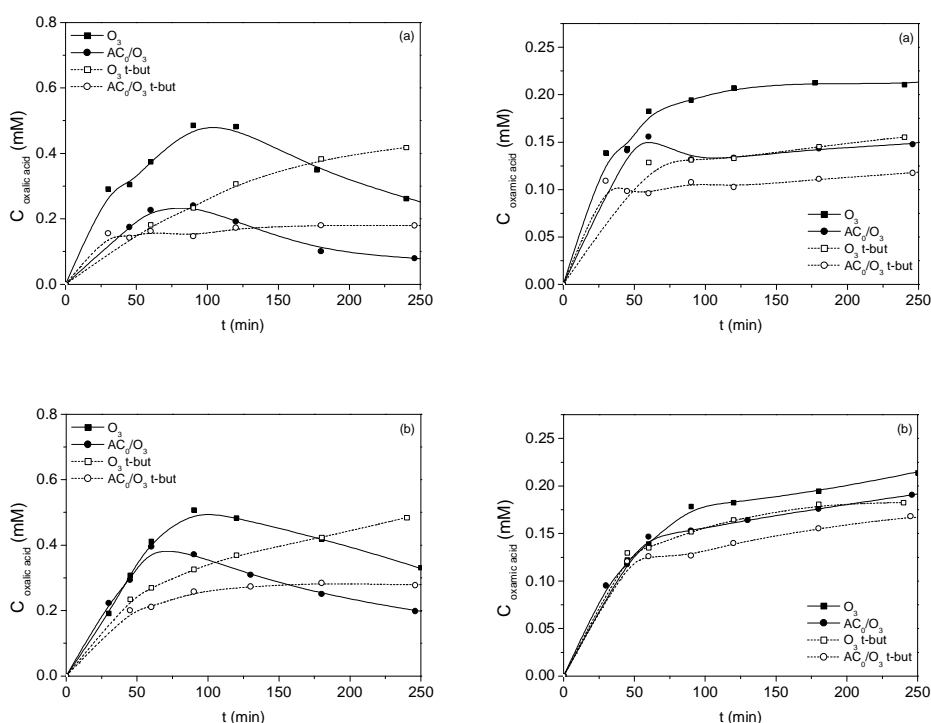 C oxalic acid (mM)
0.8
0.6
0.4
0.2
0.0
(a)
O3
AC0/O3
O3 t-but
AC0/O3 t-but
0 50 100 150 200 250
t (min)
C oxamic acid (mM)
0.25
0.20
0.15
0.10
0.05
0.00
(a)
O3
AC0/O3
O3 t-but
AC0/O3 t-but
0 50 100 150 200 250
t (min)
C oxalic acid (mM)
0.8
0.6
0.4
0.2
0.0
(b)
O3
AC0/O3
O3 t-but
AC0/O3 t-but
0 50 100 150 200 250
t (min)
C oxamic acid (mM)
0.25
0.20
0.15
0.10
0.05
0.00
(b)
O3
AC0/O3
O3 t-but
AC0/O3 t-but
0 50 100 150 200 250
t (min)